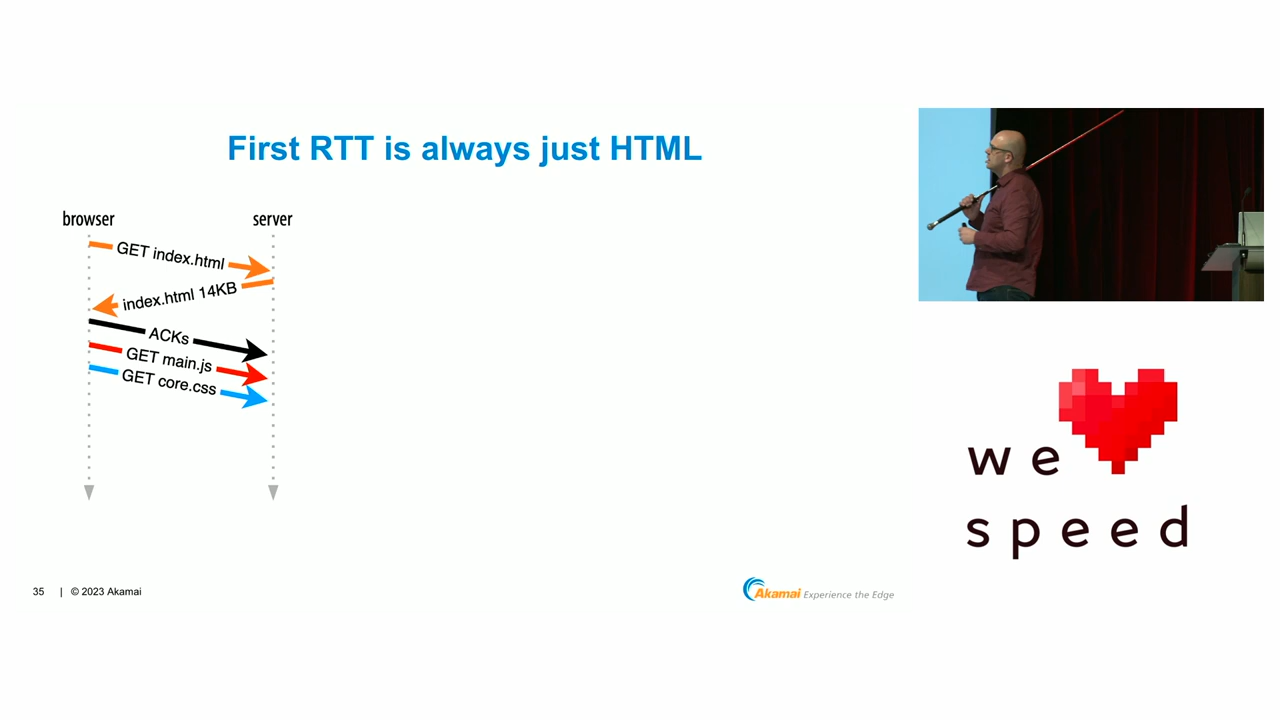 First RTT is always just HTML
browser server
GET index.html
index.html 14KB
ACKs
GET main.js
GET core.css
we
speed
35 | © 2023 Akamai
Akamai Experience the Edge